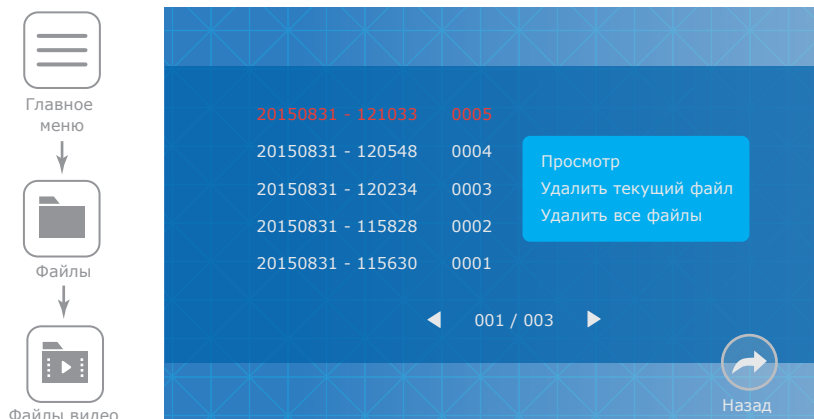 Главное
меню
Файлы
Файлы видео
20150831 - 121033 0005
20150831 - 120548 0004
20150831 - 120234 0003
20150831 - 115828 0002
20150831 - 115630 0001
Просмотр
Удалить текущий файл
Удалить все файлы
001 / 003
Назад